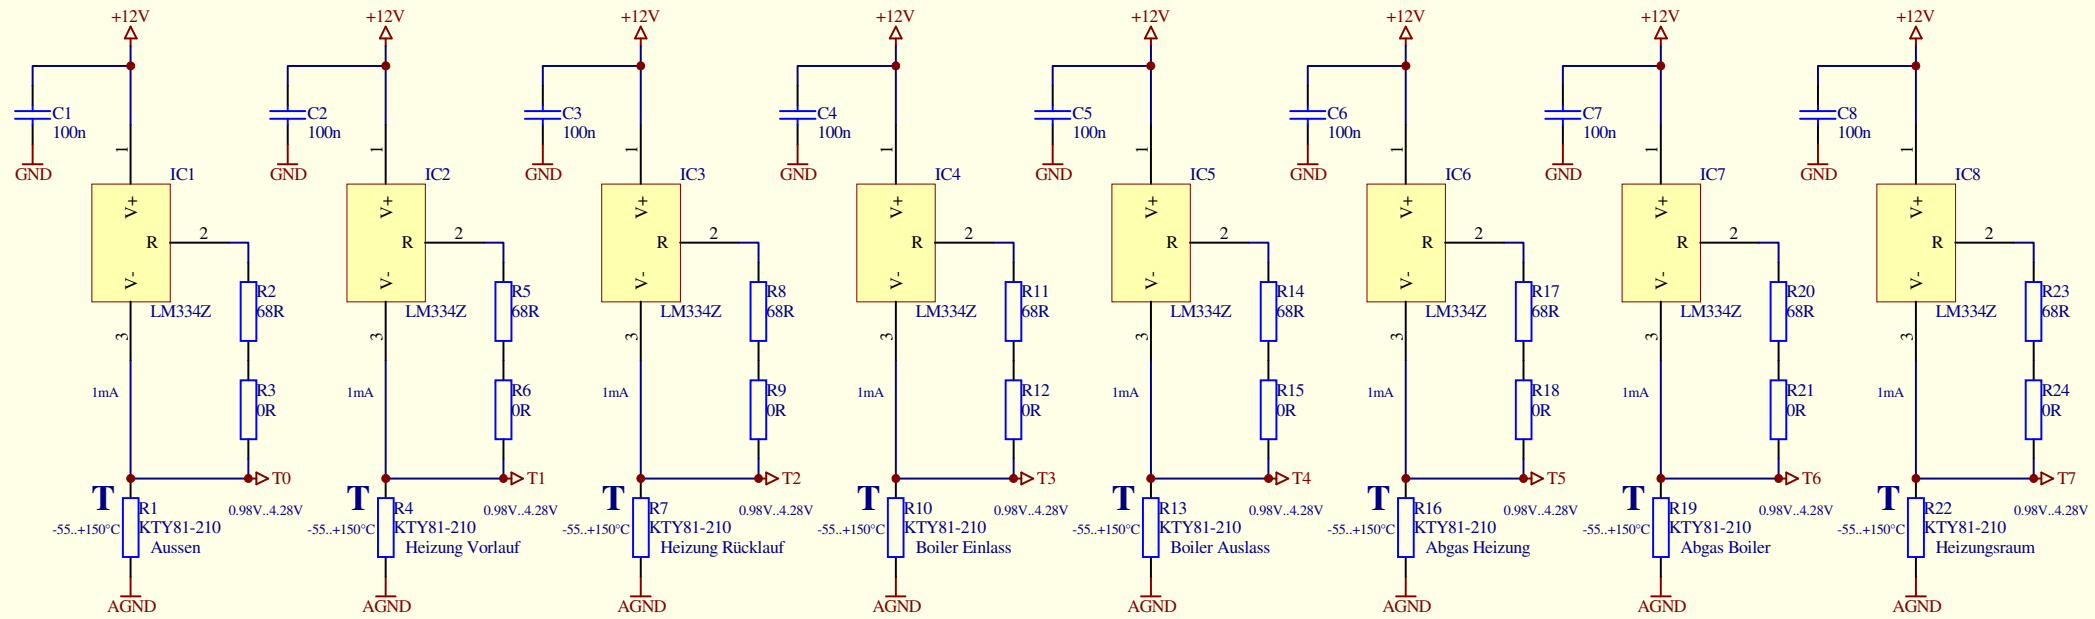 +12V
C1
100n
GND
1
IC1
V+
R
2
V-
LM334Z
R2
68R
3
1mA
R3
0R
T0
T
R1
0.98V..4.28V
-55..+150°C
KTY81-210
Aussen
AGND
+12V
C2
100n
GND
1
IC2
V+
R
2
V-
LM334Z
R5
68R
3
1mA
R6
0R
T1
T
R4
0.98V..4.28V
-55..+150°C
KTY81-210
Heizung Vorlauf
AGND
+12V
C3
100n
GND
1
IC3
V+
R
2
V-
LM334Z
R8
68R
3
1mA
R9
0R
T2
T
R7
0.98V..4.28V
-55..+150°C
KTY81-210
Heizung Rücklauf
AGND
+12V
C4
100n
GND
1
IC4
V+
R
2
V-
LM334Z
R11
68R
3
1mA
R12
0R
T3
T
R10
0.98V..4.28V
-55..+150°C
KTY81-210
Boiler Einlass
AGND
+12V
C5
100n
GND
1
IC5
V+
R
2
V-
LM334Z
R14
68R
3
1mA
R15
0R
T4
T
R13
0.98V..4.28V
-55..+150°C
KTY81-210
Boiler Auslass
AGND
+12V
C6
100n
GND
1
IC6
V+
R
2
V-
LM334Z
R17
68R
3
1mA
R18
0R
T5
T
R16
0.98V..4.28V
-55..+150°C
KTY81-210
Abgas Heizung
AGND
+12V
C7
100n
GND
1
IC7
V+
R
2
V-
LM334Z
R20
68R
3
1mA
R21
0R
T6
T
R19
0.98V..4.28V
-55..+150°C
KTY81-210
Abgas Boiler
AGND
+12V
C8
100n
GND
1
IC8
V+
R
2
V-
LM334Z
R23
68R
3
1mA
R24
0R
T7
T
R22
0.98V..4.28V
-55..+150°C
KTY81-210
Heizungsraum
AGND